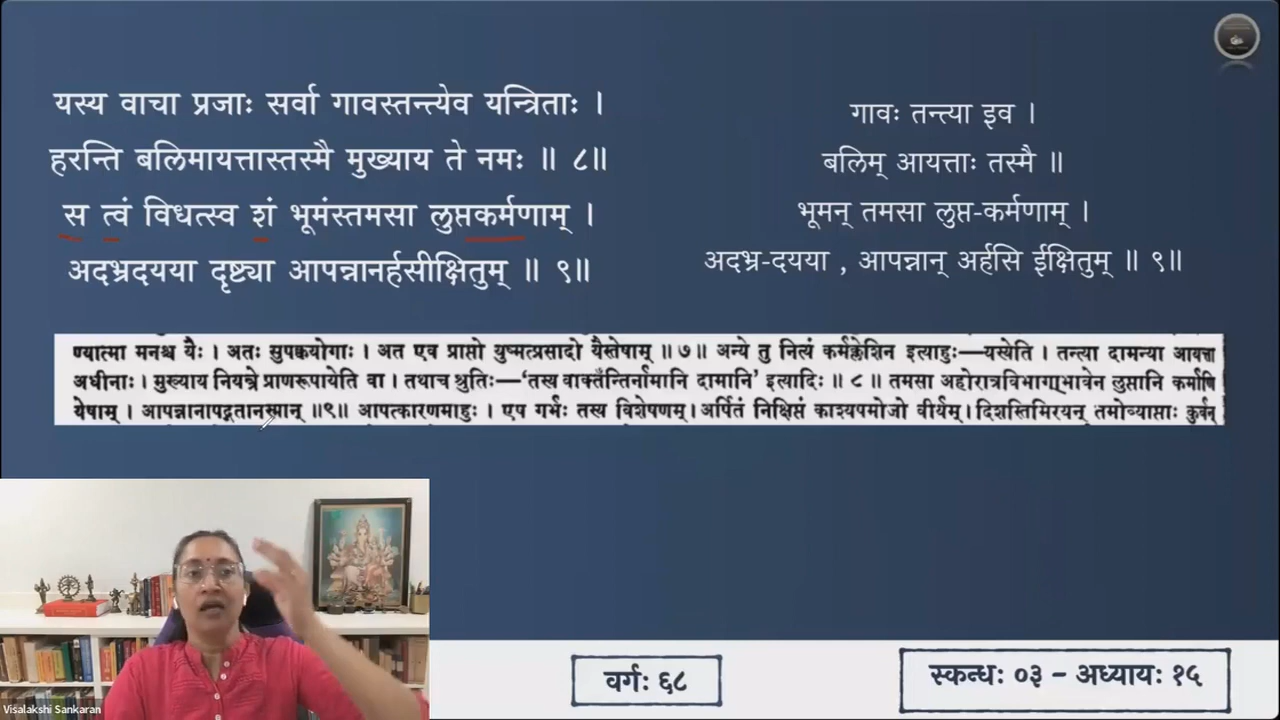 यस्य वाचा प्रजाः सर्वा गावस्तन्त्येव यन्त्रिताः ।
हरन्ति बलिमायत्तास्तस्मै मुख्याय ते नमः ॥ ८॥
स त्वं विधत्स्व शं भूमंस्तमसा लुप्तकर्मणाम् ।
अदभ्रदयया दृष्ट्या आपन्नानर्हसीक्षितुम् ॥ ९॥
गावः तन्त्या इव ।
बलिम् आयत्ताः तस्मै ॥
भूमन् तमसा लुप्त-कर्मणाम् ।
अदभ्र-दयया , आपन्नान् अर्हसि ईक्षितुम् ॥ ९॥
ण्यात्मा मनश्च यैः । अतः सुपक्वयोगाः । अत एव प्राप्तो युष्मत्प्रसादो यैस्तेषाम् ॥ ७॥ अन्ये तु नित्यं कर्मक्लेशिन इत्याहुः—यस्येति । तन्त्या दामन्या आयत्ता
अधीनाः । मुख्याय नियन्त्रे प्राणरूपायेति वा । तथाच श्रुतिः—‘तस्य वाक्तन्तिर्नामानि दामानि’ इत्यादिः ॥ ८ ॥ तमसा अहोरात्रविभागाभावेन लुप्तानि कर्माणि
येषाम् । आपन्नानापद्गतानस्मान् ॥९॥ आपत्कारणमाहुः । एष गर्भः तस्य विशेषणम् । अर्पितं निक्षिप्तं काश्यपमोजो वीर्यम् । दिशस्तिमिरयन् तमोव्याप्ताः कुर्वन्
Visalakshi Sankaran
वर्गः ६८
स्कन्धः ०३ – अध्यायः १५